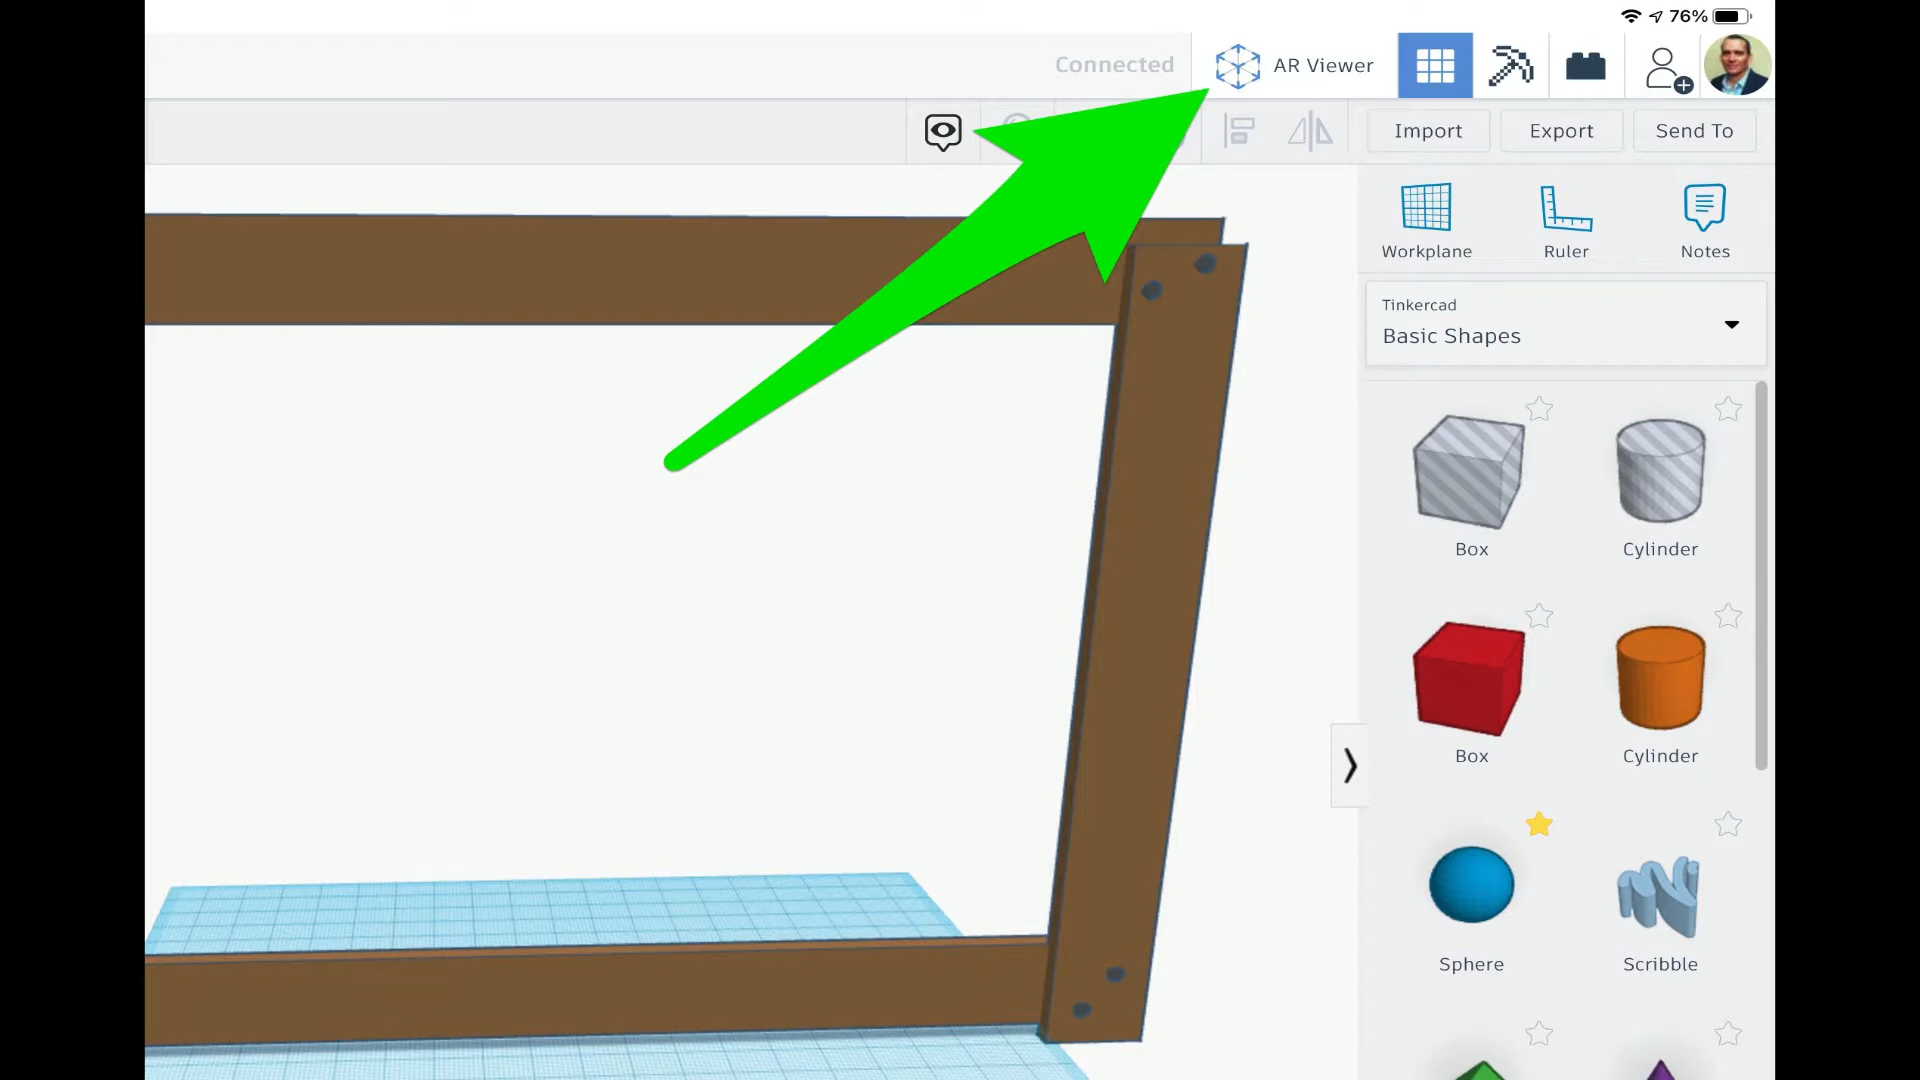 76%
Connected
AR Viewer
Import
Export
Send To
Workplane
Ruler
Notes
Tinkercad
Basic Shapes
Box
Cylinder
Box
Cylinder
Sphere
Scribble